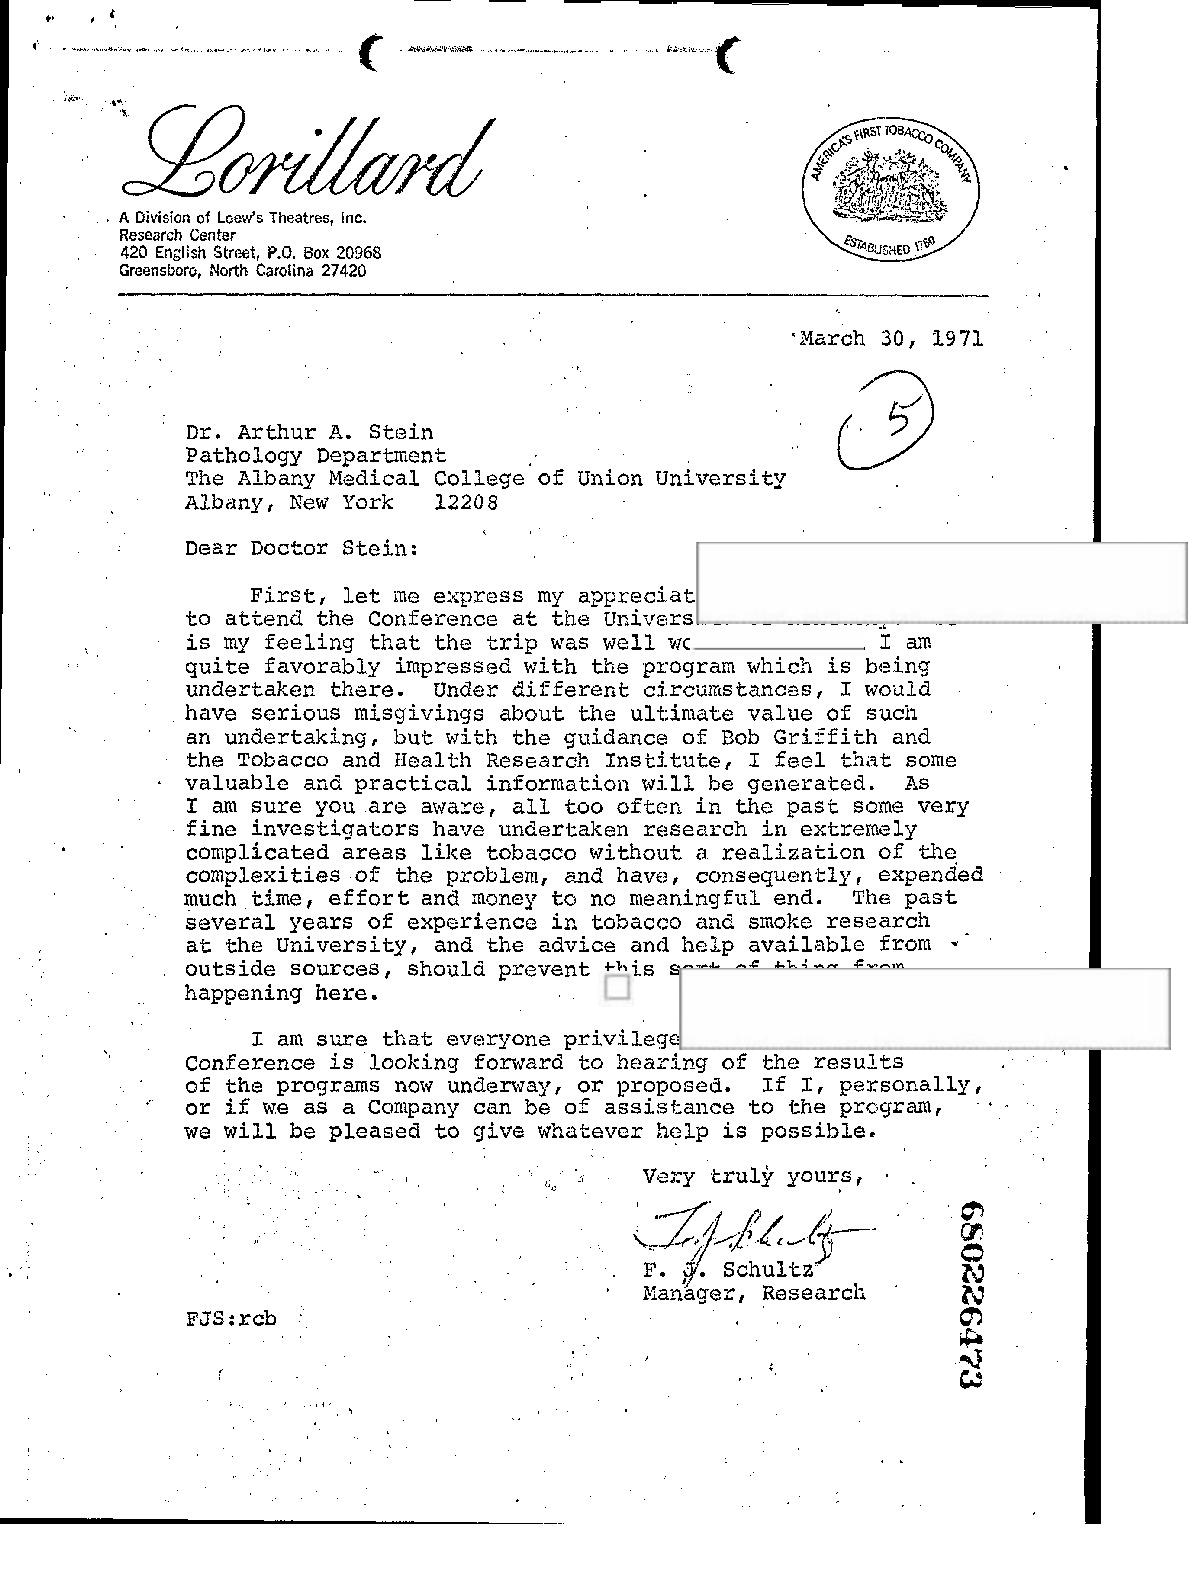 Lorillard
A Division of Loew's Theatres, Inc.
Research Center
420 English Street, P.O. Box 20968
Greensboro, North Carolina 27420
AMERICA'S FIRST TOBACCO COMPANY
ESTABLISHED 1760
March 30, 1971
5
Dr. Arthur A. Stein
Pathology Department
The Albany Medical College of Union University
Albany, New York 12208
Dear Doctor Stein:
First, let me express my appreciat
to attend the Conference at the Univers
is my feeling that the trip was well I am
quite favorably impressed with the program which is being
undertaken there. Under different circumstances, I would
have serious misgivings about the ultimate value of such
an undertaking, but with the guidance of Bob Griffith and
the Tobacco and Health Research Institute, I feel that some
valuable and practical information will be generated. As
I am sure you are aware, all too often in the past some very
fine investigators have undertaken research in extremely
complicated areas like tobacco without a realization of the
complexities of the problem, and have, consequently, expended
much time, effort and money to no meaningful end. The past
several years of experience in tobacco and smoke research
at the University, and the advice and help available from
outside sources, should prevent this sort of thing from
happening here.
I am sure that everyone privilege
Conference is looking forward to hearing of the results
of the programs now underway, or proposed. If I, personally,
or if we as a Company can be of assistance to the program,
we will be pleased to give whatever help is possible.
Very truly yours,
F. J. Schultz
F. J. Schultz
Manager, Research
FJS:rcb
680226473